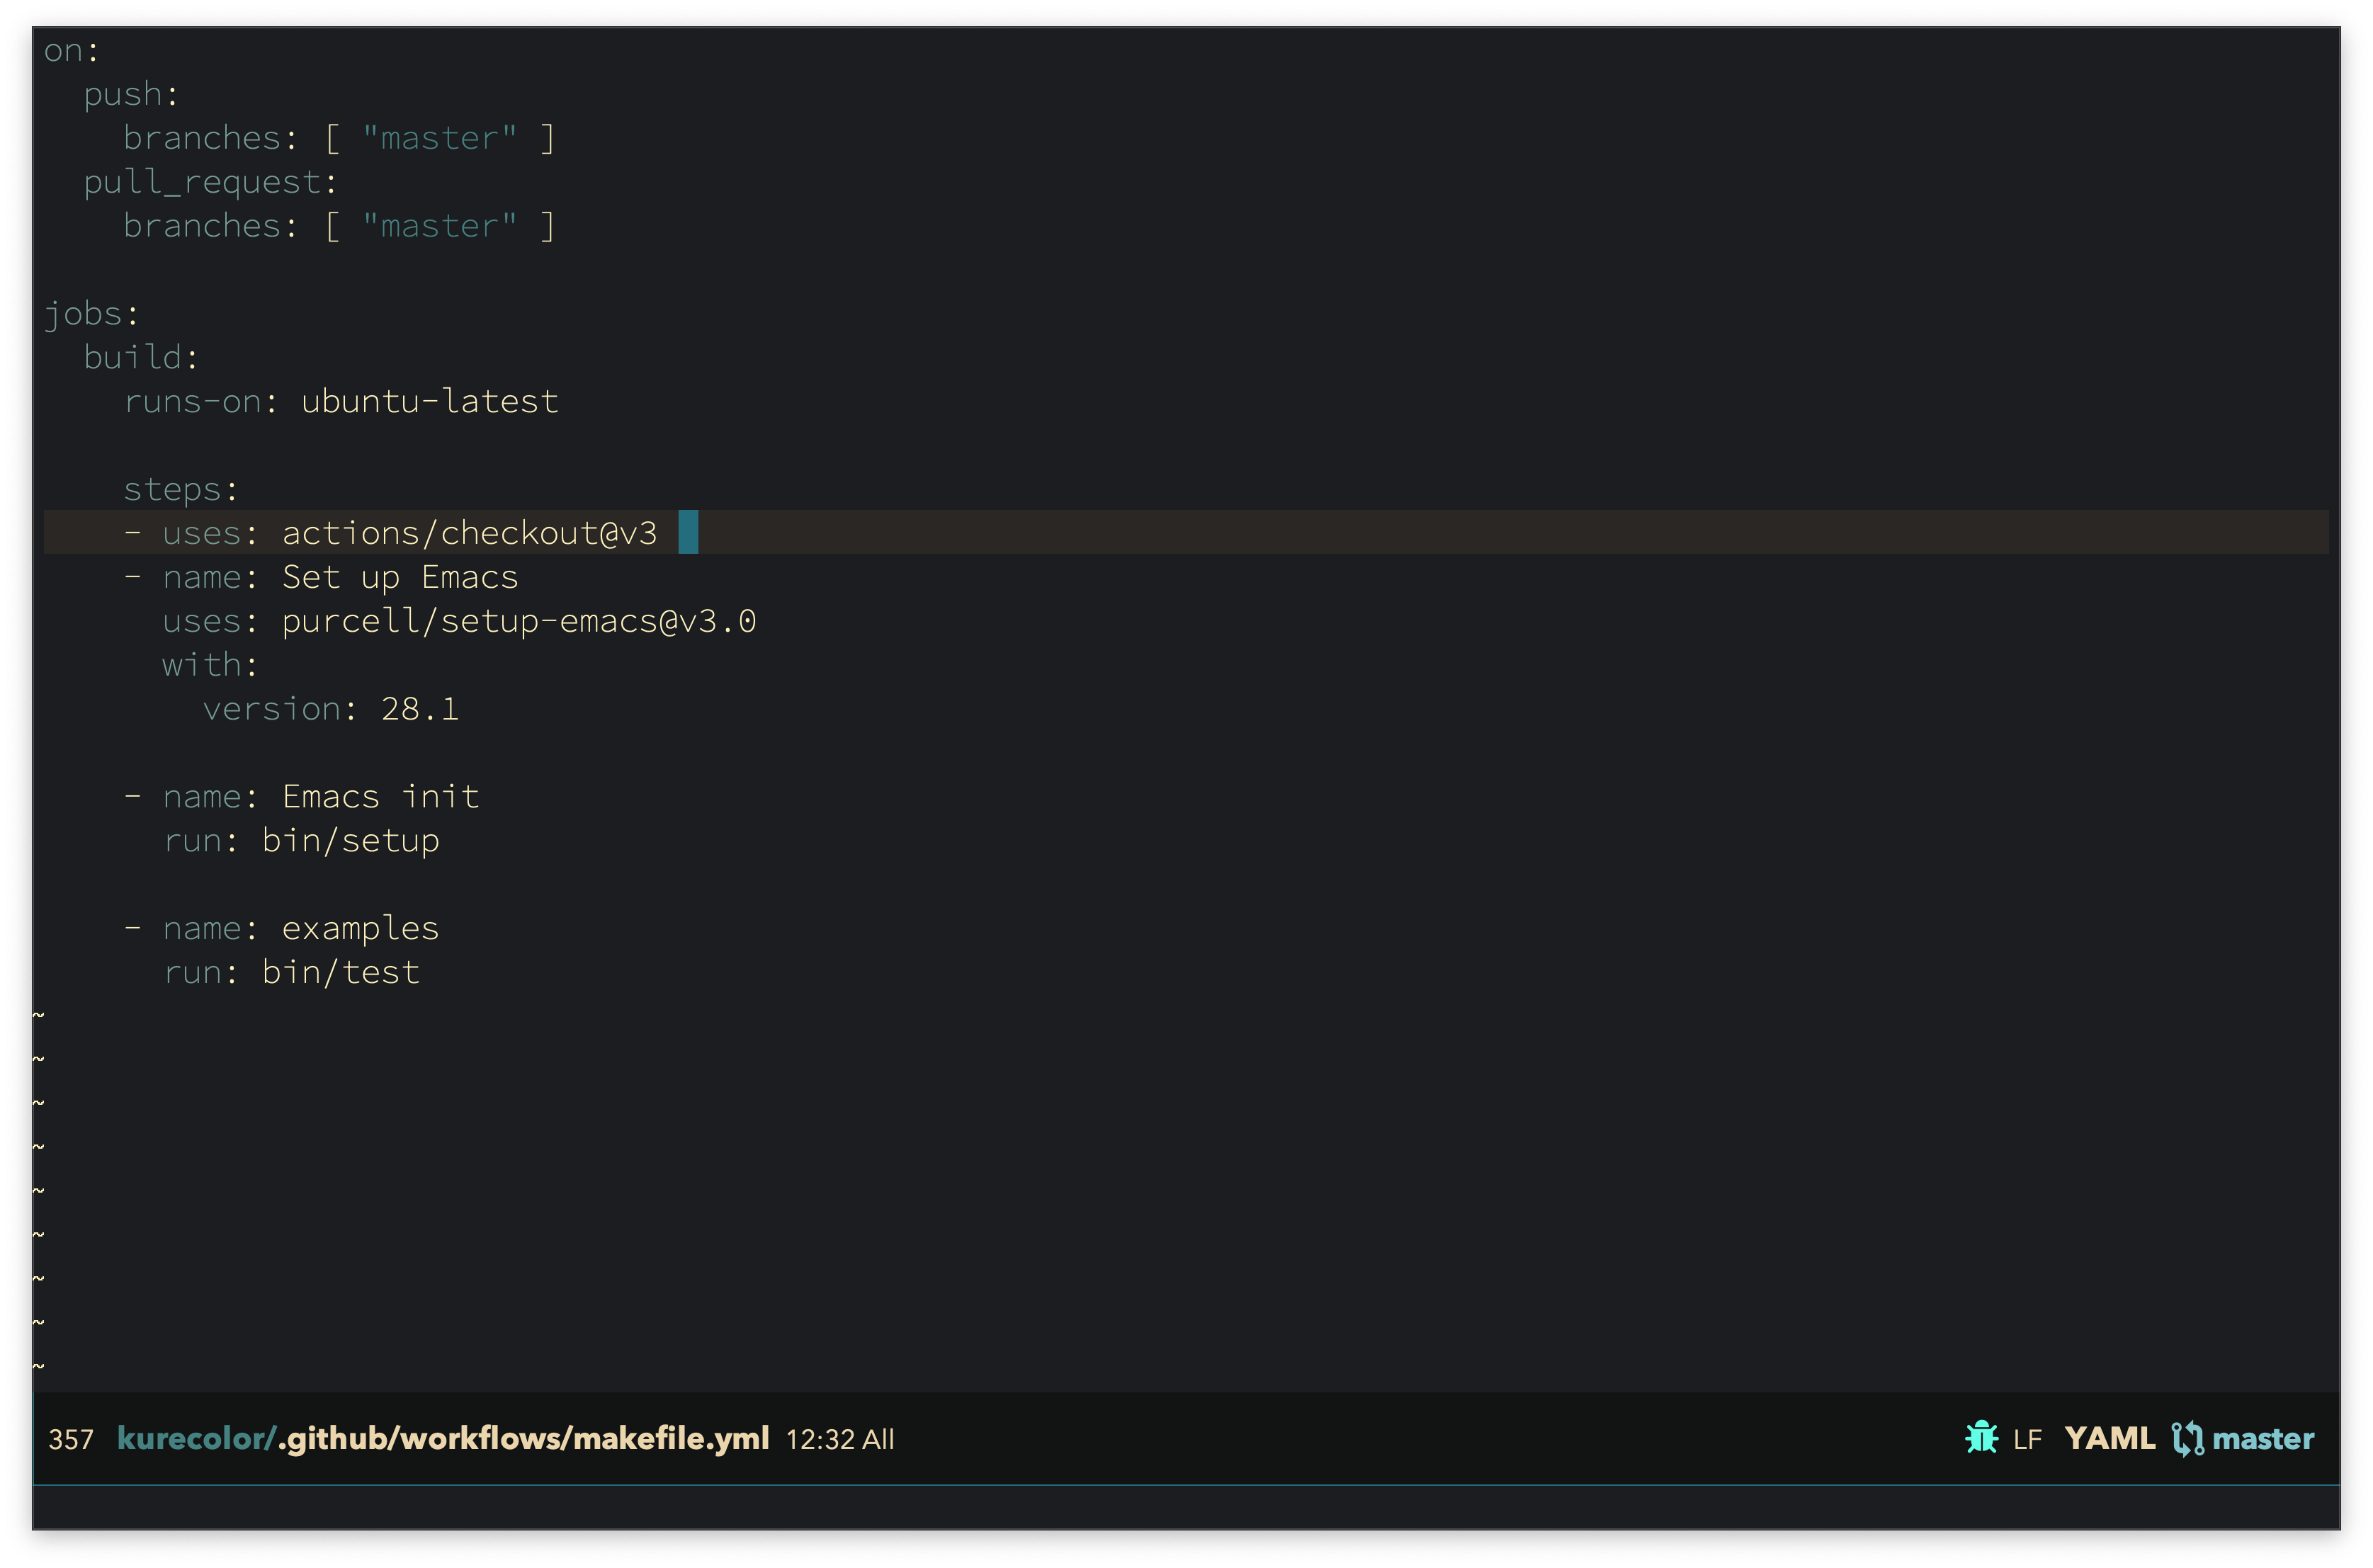 on:
  push:
    branches: [ "master" ]
  pull_request:
    branches: [ "master" ]

jobs:
  build:
    runs-on: ubuntu-latest

    steps:
    - uses: actions/checkout@v3
    - name: Set up Emacs
      uses: purcell/setup-emacs@v3.0
      with:
        version: 28.1

    - name: Emacs init
      run: bin/setup

    - name: examples
      run: bin/test
~
~
~
~
~
~
~
~
~
357 kurecolor/.github/workflows/makefile.yml 12:32 All LF YAML master